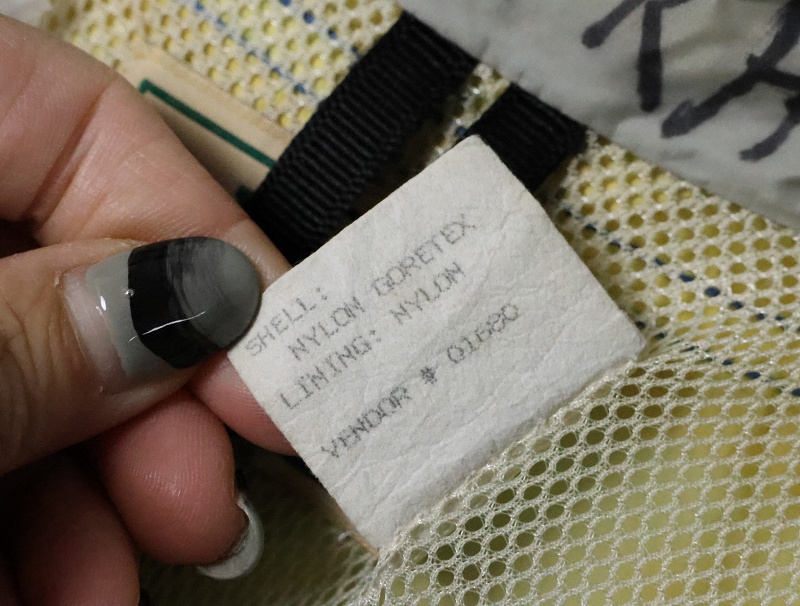 SHELL:
NYLON GORETEX
LINING: NYLON
VENDOR # 01680